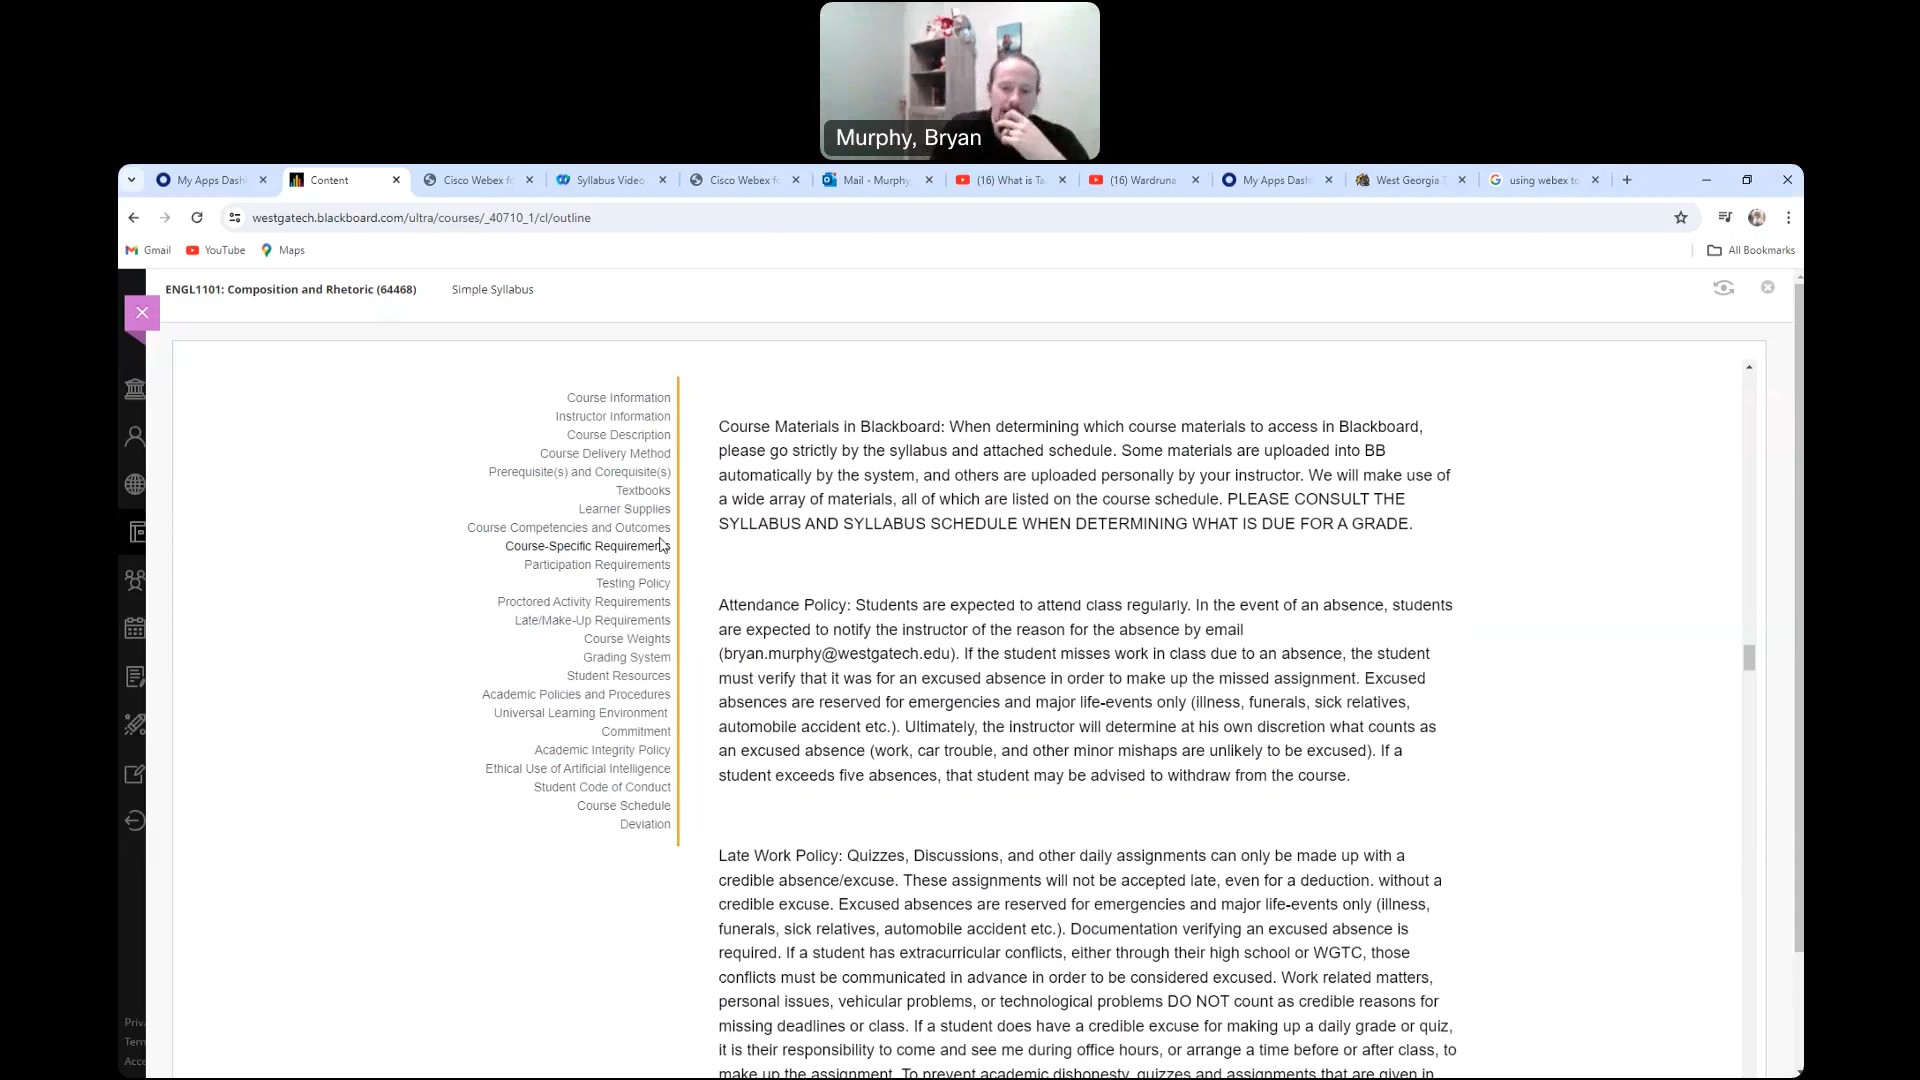 Murphy, Bryan
My Apps Dash
Content
Cisco Webex fo
Syllabus Video
Cisco Webex fo
Mail - Murphy,
(16) What is Ta
(16) Wardruna
My Apps Dash
West Georgia T
using webex to
westgatech.blackboard.com/ultra/courses/_40710_1/cl/outline
Gmail
YouTube
Maps
All Bookmarks
ENGL1101: Composition and Rhetoric (64468)
Simple Syllabus
Course Information
Instructor Information
Course Description
Course Delivery Method
Prerequisite(s) and Corequisite(s)
Textbooks
Learner Supplies
Course Competencies and Outcomes
Course-Specific Requirements
Participation Requirements
Testing Policy
Proctored Activity Requirements
Late/Make-Up Requirements
Course Weights
Grading System
Student Resources
Academic Policies and Procedures
Universal Learning Environment
Commitment
Academic Integrity Policy
Ethical Use of Artificial Intelligence
Student Code of Conduct
Course Schedule
Deviation
Course Materials in Blackboard: When determining which course materials to access in Blackboard,
please go strictly by the syllabus and attached schedule. Some materials are uploaded into BB
automatically by the system, and others are uploaded personally by your instructor. We will make use of
a wide array of materials, all of which are listed on the course schedule. PLEASE CONSULT THE
SYLLABUS AND SYLLABUS SCHEDULE WHEN DETERMINING WHAT IS DUE FOR A GRADE.
Attendance Policy: Students are expected to attend class regularly. In the event of an absence, students
are expected to notify the instructor of the reason for the absence by email
(bryan.murphy@westgatech.edu). If the student misses work in class due to an absence, the student
must verify that it was for an excused absence in order to make up the missed assignment. Excused
absences are reserved for emergencies and major life-events only (illness, funerals, sick relatives,
automobile accident etc.). Ultimately, the instructor will determine at his own discretion what counts as
an excused absence (work, car trouble, and other minor mishaps are unlikely to be excused). If a
student exceeds five absences, that student may be advised to withdraw from the course.
Late Work Policy: Quizzes, Discussions, and other daily assignments can only be made up with a
credible absence/excuse. These assignments will not be accepted late, even for a deduction. without a
credible excuse. Excused absences are reserved for emergencies and major life-events only (illness,
funerals, sick relatives, automobile accident etc.). Documentation verifying an excused absence is
required. If a student has extracurricular conflicts, either through their high school or WGTC, those
conflicts must be communicated in advance in order to be considered excused. Work related matters,
personal issues, vehicular problems, or technological problems DO NOT count as credible reasons for
missing deadlines or class. If a student does have a credible excuse for making up a daily grade or quiz,
it is their responsibility to come and see me during office hours, or arrange a time before or after class, to
make up the assignment. To prevent academic dishonesty, quizzes and assignments that are given in
Priv
Tern
Acce